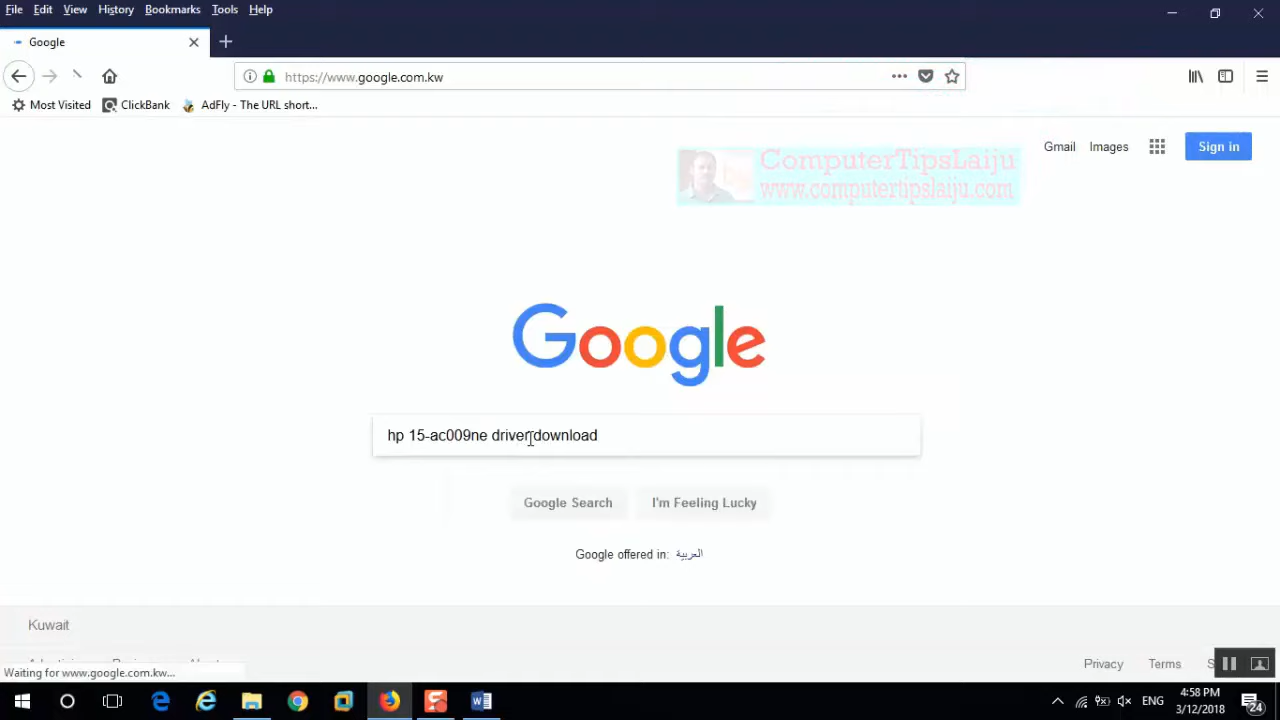 File Edit View History Bookmarks Tools Help
Google
https://www.google.com.kw
Most Visited ClickBank AdFly - The URL short...
ComputerTipsLaiju
www.computertipslaiju.com
Gmail Images Sign in
Google
hp 15-ac009ne driver download
Google Search I'm Feeling Lucky
Google offered in: العربية
Kuwait
Privacy Terms
Waiting for www.google.com.kw...
ENG
4:58 PM
3/12/2018
24